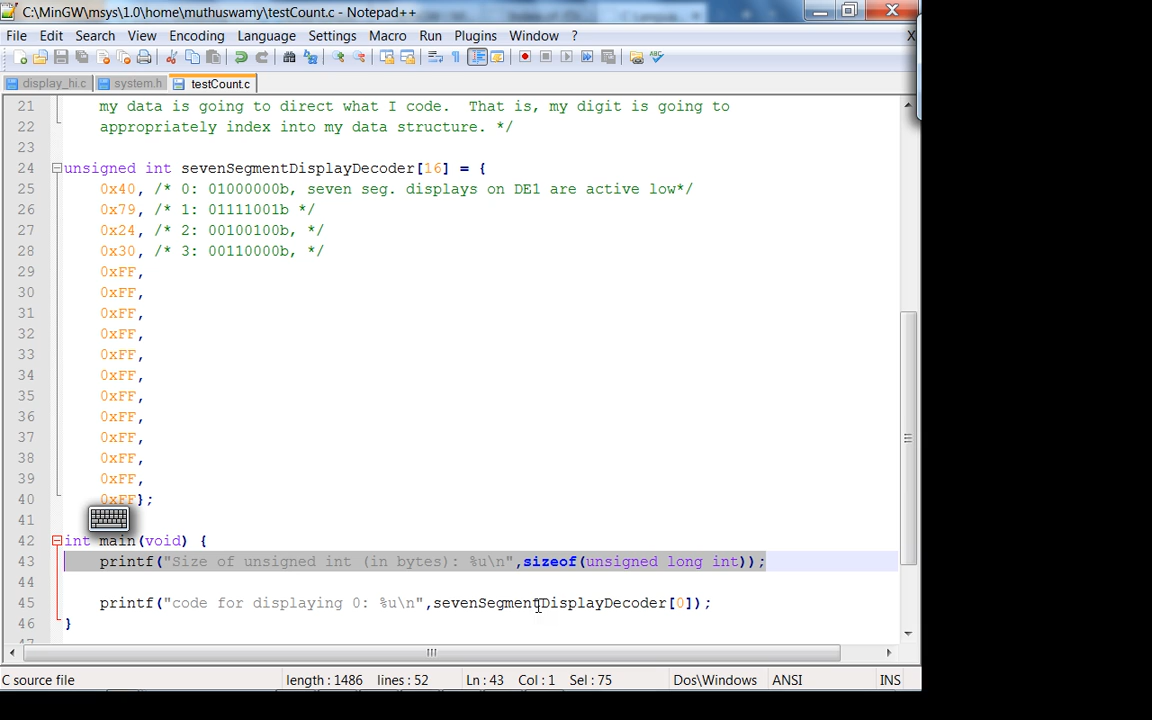 C:\MinGW\msys\1.0\home\muthuswamy\testCount.c - Notepad++
File Edit Search View Encoding Language Settings Macro Run Plugins Window ? X
display_hi.c system.h testCount.c
21 my data is going to direct what I code.  That is, my digit is going to
22 appropriately index into my data structure. */
23
24 unsigned int sevenSegmentDisplayDecoder[16] = {
25 0x40, /* 0: 01000000b, seven seg. displays on DE1 are active low*/
26 0x79, /* 1: 01111001b */
27 0x24, /* 2: 00100100b, */
28 0x30, /* 3: 00110000b, */
29 0xFF,
30 0xFF,
31 0xFF,
32 0xFF,
33 0xFF,
34 0xFF,
35 0xFF,
36 0xFF,
37 0xFF,
38 0xFF,
39 0xFF,
40 0xFF};
41
42 int main(void) {
43 printf("Size of unsigned int (in bytes): %u\n",sizeof(unsigned long int));
44
45 printf("code for displaying 0: %u\n",sevenSegmentDisplayDecoder[0]);
46 }
C source file length : 1486 lines : 52 Ln : 43 Col : 1 Sel : 75 Dos\Windows ANSI INS